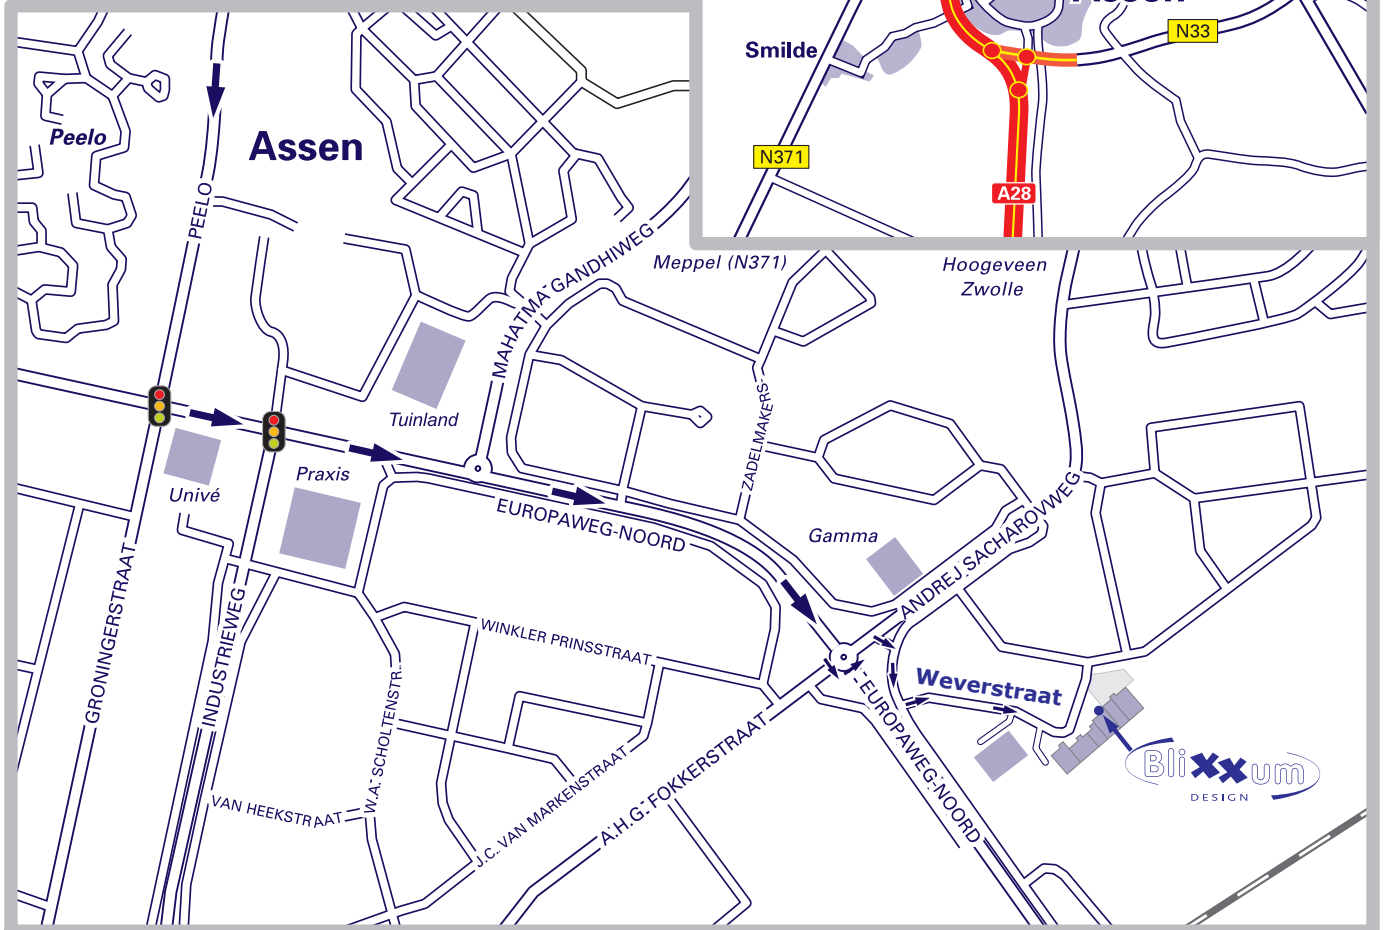 Assen
N33
Smilde
N371
A28
Peelo
Assen
PEELO
MAHATMA GANDHIWEG
Meppel (N371)
Hoogeveen
Zwolle
Tuinland
ZADELMAKERS-
Praxis
Univé
EUROPAWEG-NOORD
Gamma
ANDREJ SACHAROVWEG
GRONINGERSTRAAT
INDUSTRIEWEG
WINKLER PRINSSTRAAT
W.A. SCHOLTENSTR.
Weverstraat
EUROPAWEG-NOORD
VAN HEEKSTRAAT
J.C. VAN MARKENSTRAAT
A.H.G. FOKKERSTRAAT
Blixxum
DESIGN